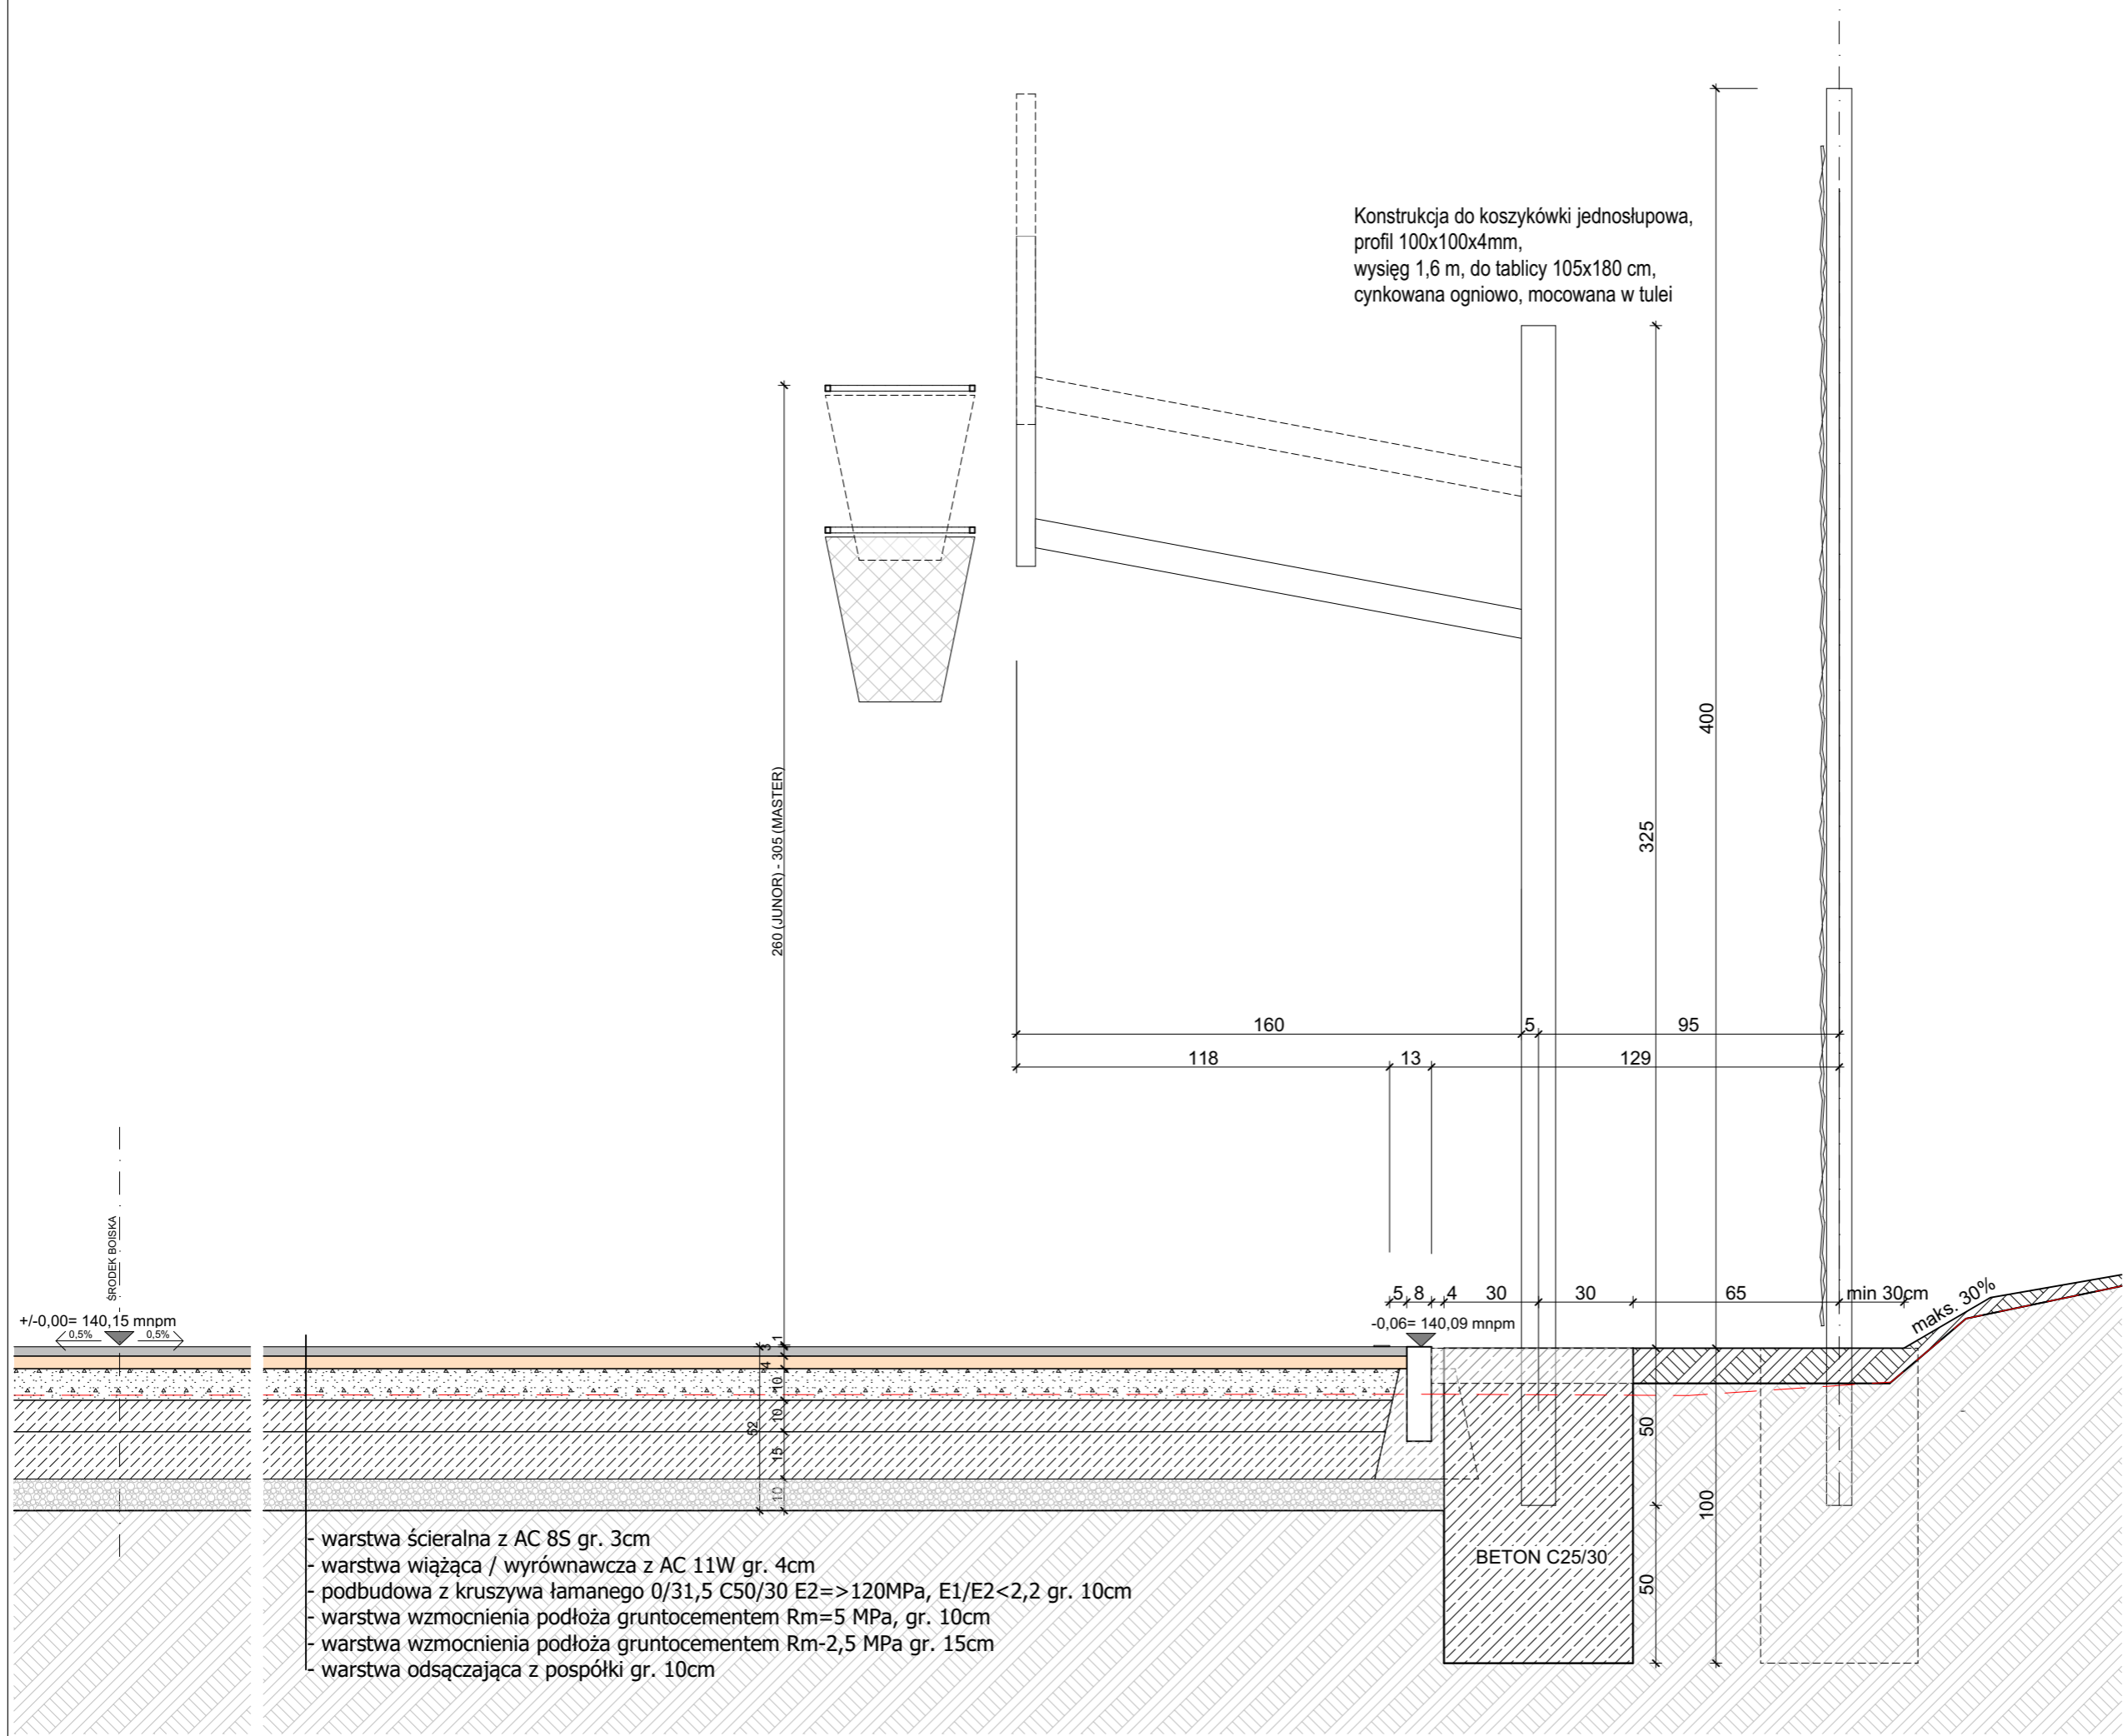 Konstrukcja do koszykówki jednosłupowa,
profil 100x100x4mm,
wysięg 1,6 m, do tablicy 105x180 cm,
cynkowana ogniowo, mocowana w tulei
400
325
260 (JUNOR) - 305 (MASTER)
160
5
95
118
13
129
ŚRODEK BOISKA
+/-0,00= 140,15 mnpm
0,5%
0,5%
5
8
4
30
30
65
min 30cm
maks. 30%
-0,06= 140,09 mnpm
1
3
4
10
10
15
10
52
50
50
100
BETON C25/30
- warstwa ścieralna z AC 8S gr. 3cm
- warstwa wiążąca / wyrównawcza z AC 11W gr. 4cm
- podbudowa z kruszywa łamanego 0/31,5 C50/30 E2=>120MPa, E1/E2<2,2 gr. 10cm
- warstwa wzmocnienia podłoża gruntocementem Rm=5 MPa, gr. 10cm
- warstwa wzmocnienia podłoża gruntocementem Rm-2,5 MPa gr. 15cm
- warstwa odsączająca z pospółki gr. 10cm